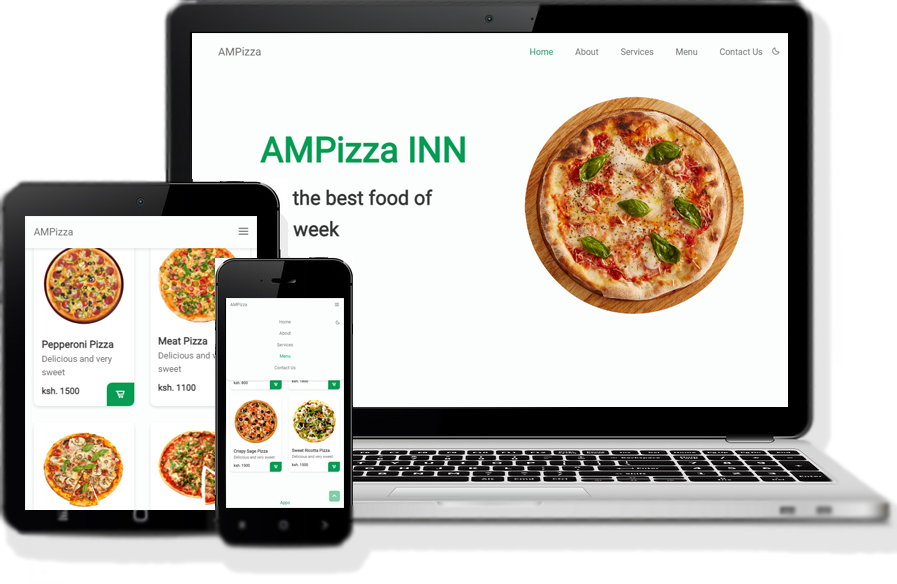 AMPizza
Home About Services Menu Contact Us
AMPizza INN
the best food of
week
AMPizza
Pepperoni Pizza
Delicious and very
sweet
ksh. 1500
Meat Pizza
Delicious and
sweet
ksh. 1100
AMPizza
Home
About
Services
Menu
Contact Us
ksh. 900
Crispy Sage Pizza
Delicious and very sweet
ksh. 1500
Sweet Ricotta Pizza
Delicious and very sweet
ksh. 1500
Apps